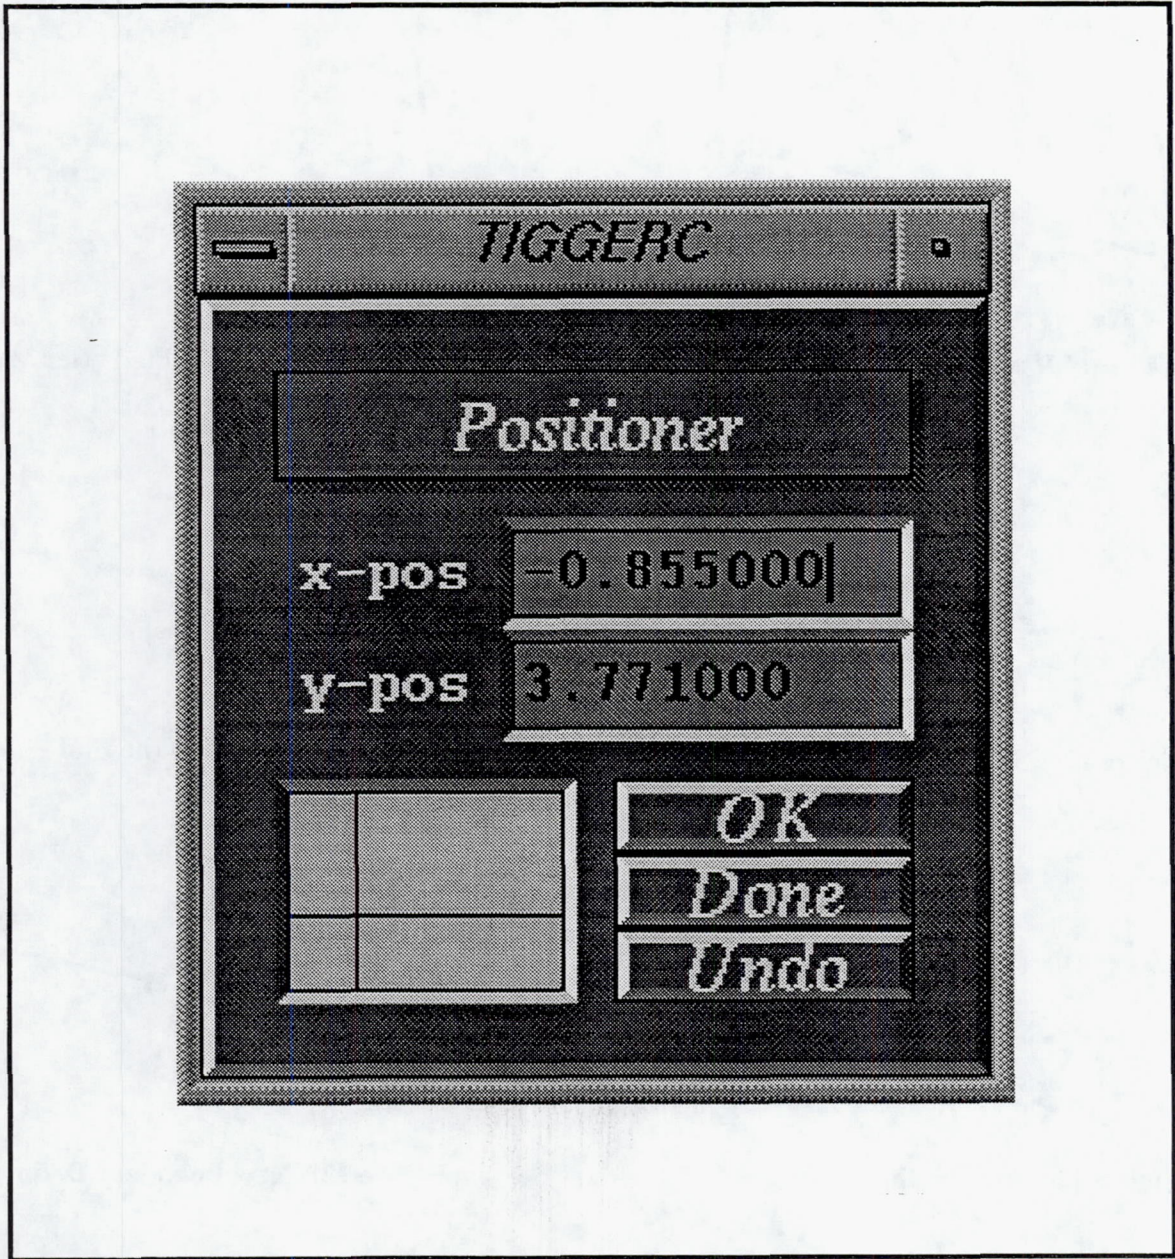 TIGGERC
Positioner
x-pos -0.855000
y-pos 3.771000
OK
Done
Undo